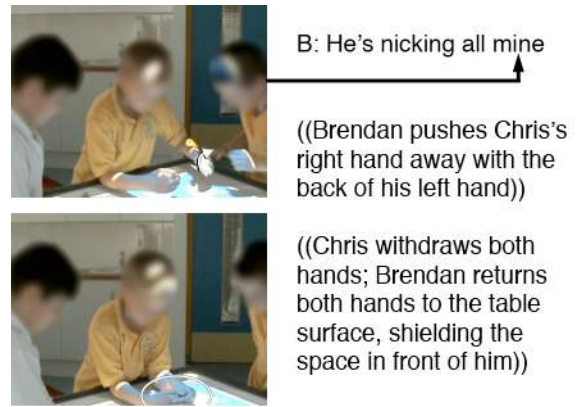 B: He's nicking all mine
((Brendan pushes Chris's
right hand away with the
back of his left hand))
((Chris withdraws both
hands; Brendan returns
both hands to the table
surface, shielding the
space in front of him))